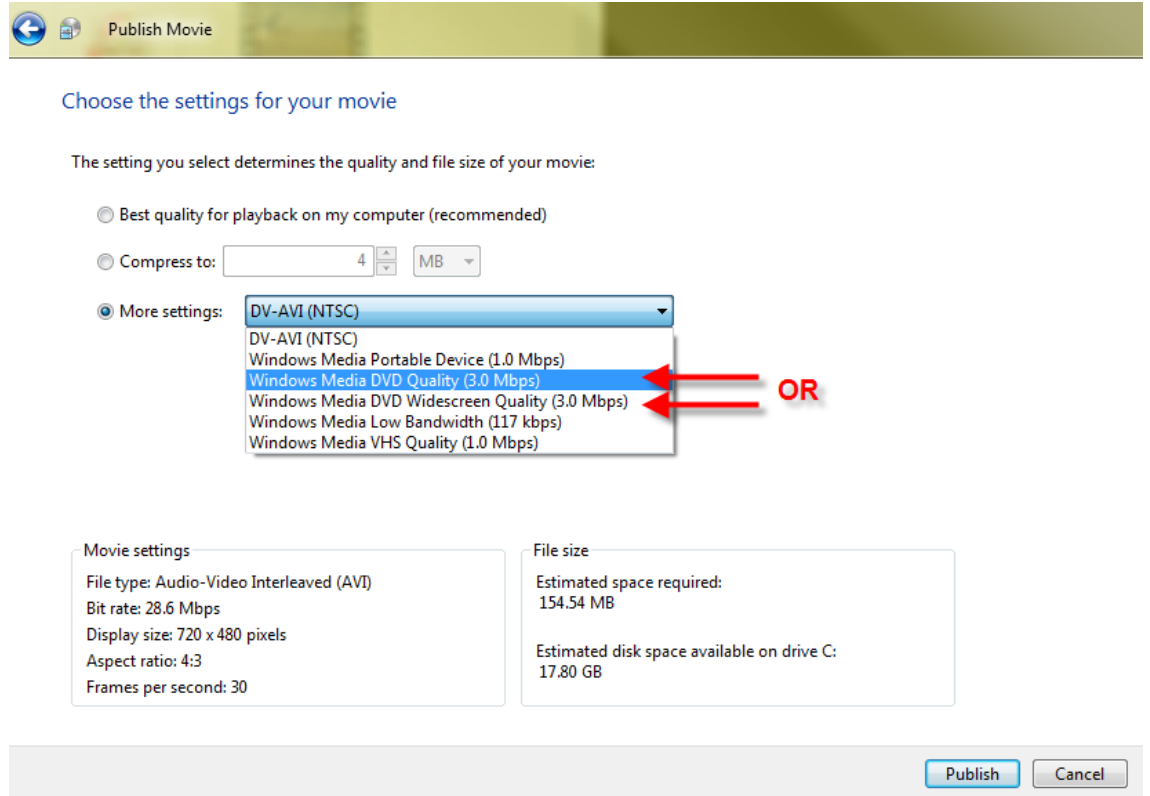 Publish Movie
Choose the settings for your movie
The setting you select determines the quality and file size of your movie:
Best quality for playback on my computer (recommended)
Compress to: 4 MB
More settings: DV-AVI (NTSC)
DV-AVI (NTSC)
Windows Media Portable Device (1.0 Mbps)
Windows Media DVD Quality (3.0 Mbps)
Windows Media DVD Widescreen Quality (3.0 Mbps)
OR
Windows Media Low Bandwidth (117 kbps)
Windows Media VHS Quality (1.0 Mbps)
Movie settings
File type: Audio-Video Interleaved (AVI)
Bit rate: 28.6 Mbps
Display size: 720 x 480 pixels
Aspect ratio: 4:3
Frames per second: 30
File size
Estimated space required:
154.54 MB
Estimated disk space available on drive C:
17.80 GB
Publish Cancel